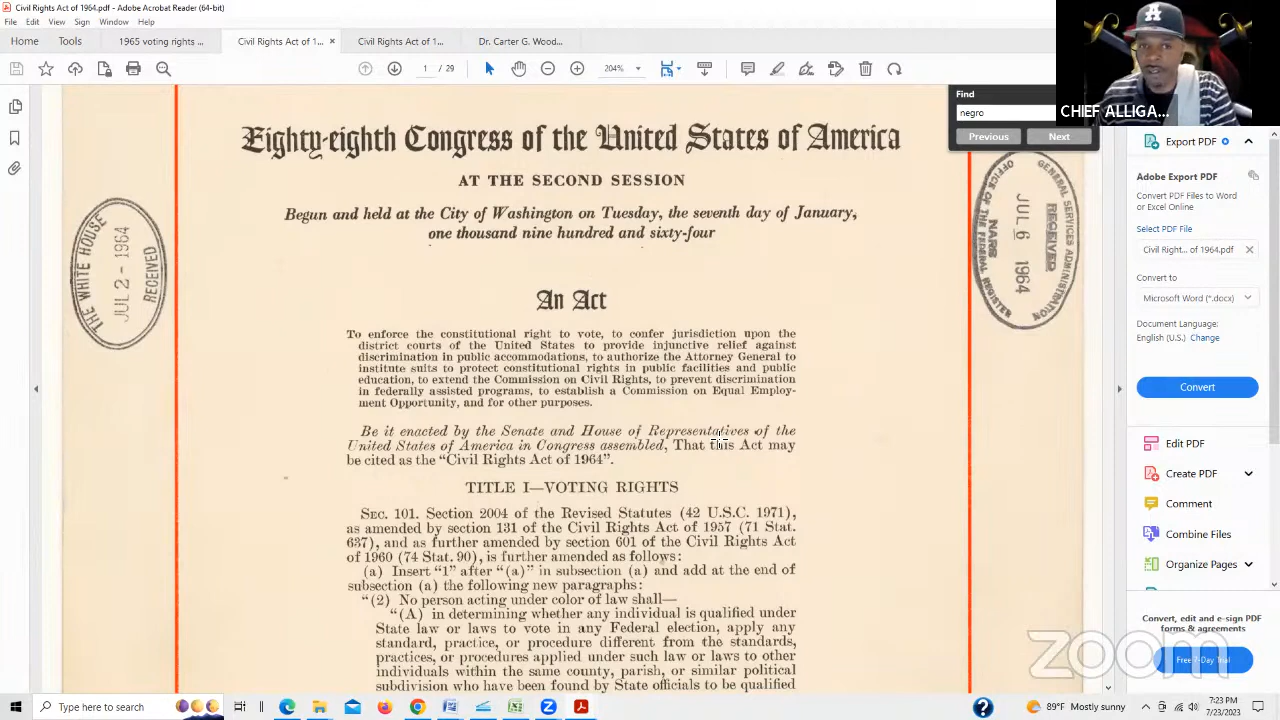 Civil Rights Act of 1964.pdf - Adobe Acrobat Reader (64-bit)
File Edit View Sign Window Help
Home Tools 1965 voting rights ... Civil Rights Act of 1... × Civil Rights Act of 1... Dr. Carter G. Wood...
1 / 29 204%
A
CHIEF ALLIGA...
Find
negro
Previous Next
Eighty-eighth Congress of the United States of America
AT THE SECOND SESSION
Begun and held at the City of Washington on Tuesday, the seventh day of January,
one thousand nine hundred and sixty-four
THE WHITE HOUSE
JUL 2 - 1964
RECEIVED
GENERAL SERVICES ADMINISTRATION
RECEIVED
JUL 6 1964
NARS
OFFICE OF THE FEDERAL REGISTER
An Act
To enforce the constitutional right to vote, to confer jurisdiction upon the
district courts of the United States to provide injunctive relief against
discrimination in public accommodations, to authorize the Attorney General to
institute suits to protect constitutional rights in public facilities and public
education, to extend the Commission on Civil Rights, to prevent discrimination
in federally assisted programs, to establish a Commission on Equal Employ-
ment Opportunity, and for other purposes.
Be it enacted by the Senate and House of Representatives of the
United States of America in Congress assembled, That this Act may
be cited as the “Civil Rights Act of 1964”.
TITLE I—VOTING RIGHTS
SEC. 101. Section 2004 of the Revised Statutes (42 U.S.C. 1971),
as amended by section 131 of the Civil Rights Act of 1957 (71 Stat.
637), and as further amended by section 601 of the Civil Rights Act
of 1960 (74 Stat. 90), is further amended as follows:
(a) Insert “1” after “(a)” in subsection (a) and add at the end of
subsection (a) the following new paragraphs:
“(2) No person acting under color of law shall—
“(A) in determining whether any individual is qualified under
State law or laws to vote in any Federal election, apply any
standard, practice, or procedure different from the standards,
practices, or procedures applied under such law or laws to other
individuals within the same county, parish, or similar political
subdivision who have been found by State officials to be qualified
Export PDF
Adobe Export PDF
Convert PDF Files to Word
or Excel Online
Select PDF File
Civil Right... of 1964.pdf ×
Convert to
Microsoft Word (*.docx)
Document Language:
English (U.S.) Change
Convert
Edit PDF
Create PDF
Comment
Combine Files
Organize Pages
Convert, edit and e-sign PDF
forms & agreements
Free 7-Day Trial
zoom
Type here to search
89°F Mostly sunny
7:23 PM
7/23/2023